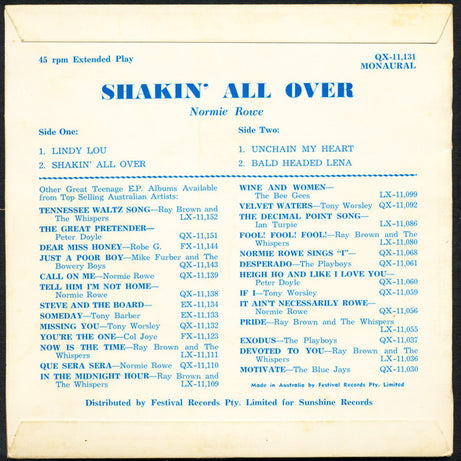 45 rpm Extended Play
QX-11,131
MONAURAL
SHAKIN' ALL OVER
Normie Rowe
Side One:
1. LINDY LOU
2. SHAKIN' ALL OVER
Side Two:
1. UNCHAIN MY HEART
2. BALD HEADED LENA
Other Great Teenage E.P. Albums Available
from Top Selling Australian Artists:
TENNESSEE WALTZ SONG—Ray Brown and
The Whispers LX-11,152
THE GREAT PRETENDER—
Peter Doyle QX-11,151
DEAR MISS HONEY—Robe G. FX-11,144
JUST A POOR BOY—Mike Furber and The
Bowery Boys QX-11,143
CALL ON ME—Normie Rowe QX-11,139
TELL HIM I'M NOT HOME—
Normie Rowe QX-11,138
STEVE AND THE BOARD— EX-11,134
SOMEDAY—Tony Barber EX-11,133
MISSING YOU—Tony Worsley QX-11,132
YOU'RE THE ONE—Col Joye FX-11,123
NOW IS THE TIME—Ray Brown and The
Whispers LX-11,111
QUE SERA SERA—Normie Rowe QX-11,110
IN THE MIDNIGHT HOUR—Ray Brown and
The Whispers LX-11,109
WINE AND WOMEN—
The Bee Gees LX-11,099
VELVET WATERS—Tony Worsley QX-11,092
THE DECIMAL POINT SONG—
Ian Turpie LX-11,086
FOOL! FOOL! FOOL!—Ray Brown and The
Whispers LX-11,080
NORMIE ROWE SINGS "I"— QX-11,068
DESPERADO—The Playboys QX-11,061
HEIGH HO AND LIKE I LOVE YOU—
Peter Doyle QX-11,060
IF I—Tony Worsley QX-11,059
IT AIN'T NECESSARILY ROWE—
Normie Rowe QX-11,056
PRIDE—Ray Brown and The Whispers
LX-11,055
EXODUS—The Playboys QX-11,037
DEVOTED TO YOU—Ray Brown and The
Whispers LX-11,036
MOTIVATE—The Blue Jays QX-11,030
Made in Australia by Festival Records Pty. Limited
Distributed by Festival Records Pty. Limited for Sunshine Records